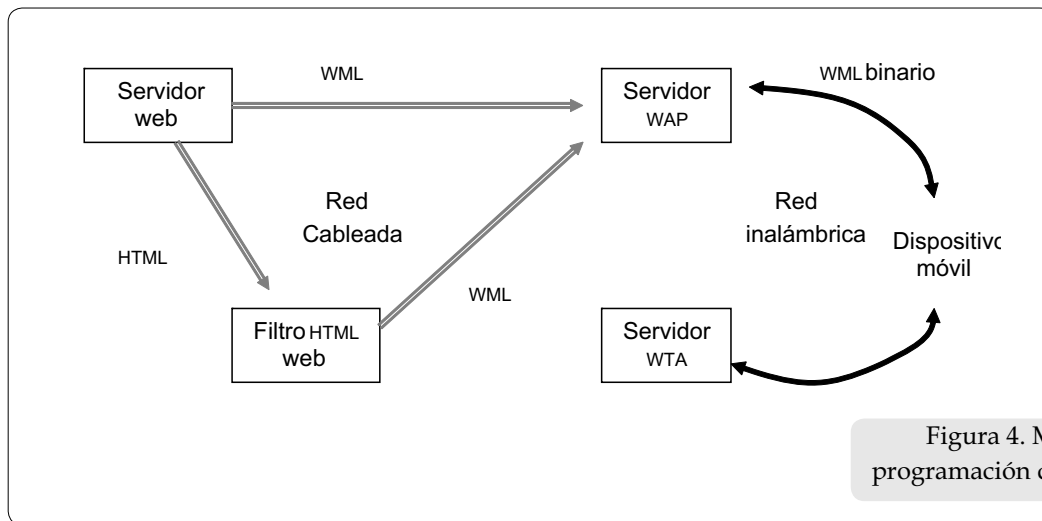 WML
WML binario
Servidor
web
Servidor
WAP
Red
Cableada
Red
inalámbrica
HTML
Dispositivo
móvil
WML
Filtro HTML
web
Servidor
WTA
Figura 4. M
programación